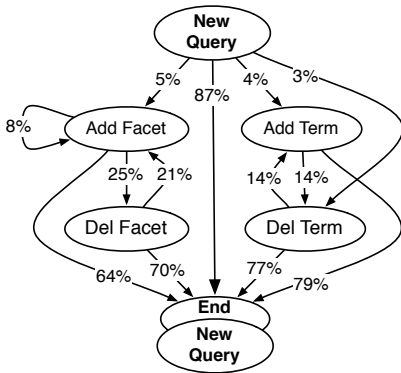 New
Query
5%
87%
4%
3%
8%
Add Facet
Add Term
25%
21%
14%
14%
Del Facet
Del Term
64%
70%
77%
79%
End
New
Query